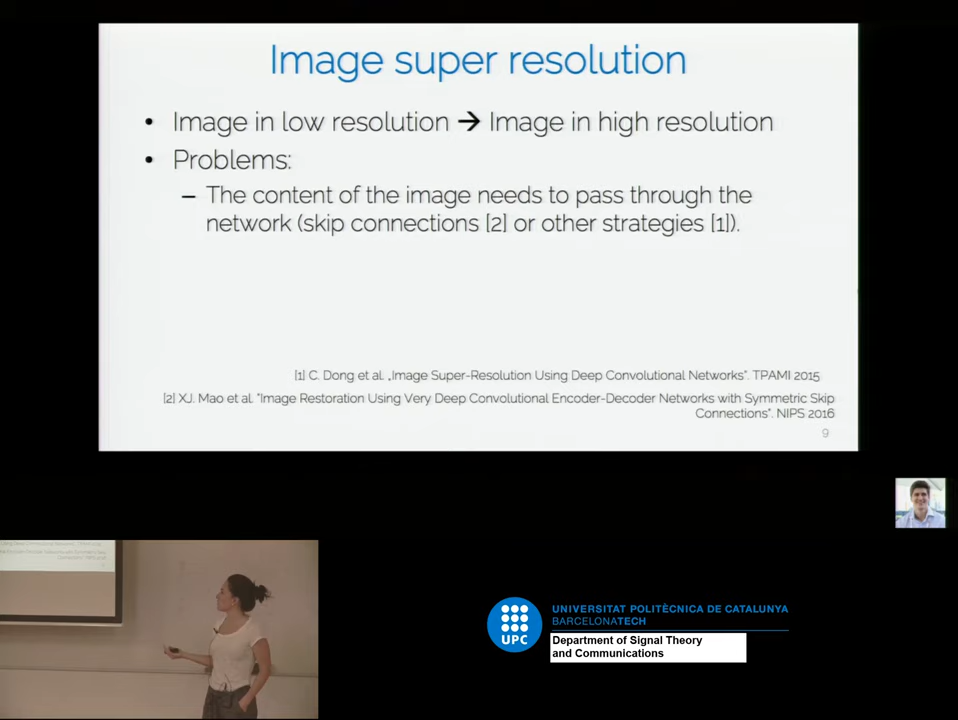 Image super resolution
• Image in low resolution → Image in high resolution
• Problems:
– The content of the image needs to pass through the
network (skip connections [2] or other strategies [1]).
[1] C. Dong et al. „Image Super-Resolution Using Deep Convolutional Networks“. TPAMI 2015
[2] XJ. Mao et al. "Image Restoration Using Very Deep Convolutional Encoder-Decoder Networks with Symmetric Skip
Connections". NIPS 2016
9
UPC
UNIVERSITAT POLITÈCNICA DE CATALUNYA
BARCELONATECH
Department of Signal Theory
and Communications